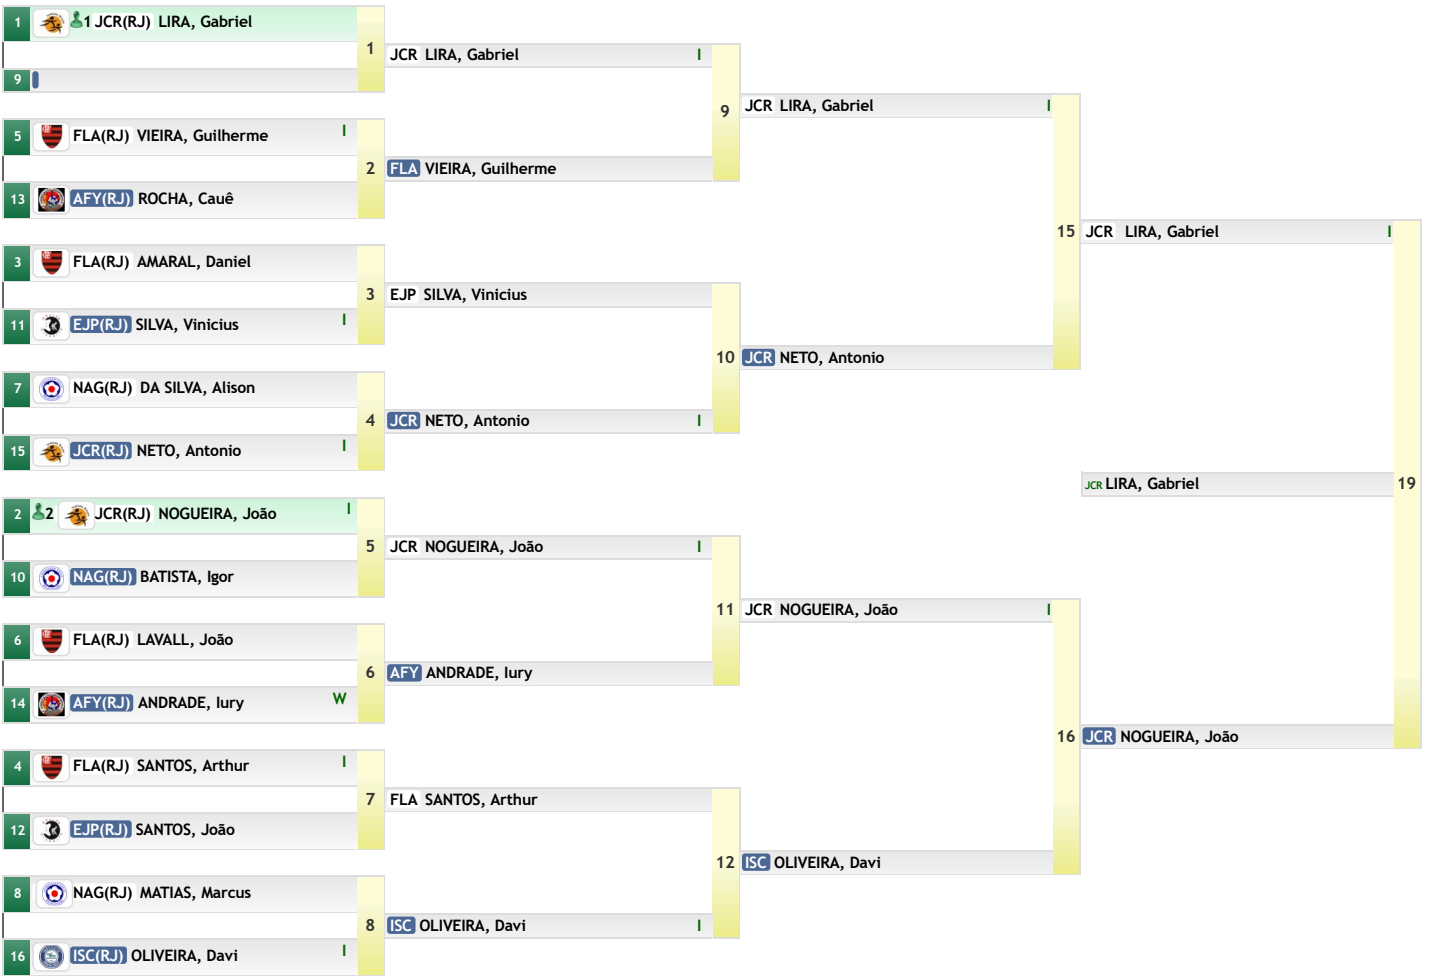 1 1 JCR(RJ) LIRA, Gabriel
1
9
5 FLA(RJ) VIEIRA, Guilherme I
2
13 AFY(RJ) ROCHA, Cauê
3 FLA(RJ) AMARAL, Daniel
3
11 EJP(RJ) SILVA, Vinicius I
7 NAG(RJ) DA SILVA, Alison
4
15 JCR(RJ) NETO, Antonio I
2 2 JCR(RJ) NOGUEIRA, João I
5
10 NAG(RJ) BATISTA, Igor
6 FLA(RJ) LAVALL, João
6
14 AFY(RJ) ANDRADE, Iury W
4 FLA(RJ) SANTOS, Arthur I
7
12 EJP(RJ) SANTOS, João
8 NAG(RJ) MATIAS, Marcus
8
16 ISC(RJ) OLIVEIRA, Davi I
JCR LIRA, Gabriel I
9
FLA VIEIRA, Guilherme
EJP SILVA, Vinicius
10
JCR NETO, Antonio I
JCR NOGUEIRA, João I
11
AFY ANDRADE, Iury
FLA SANTOS, Arthur
12
ISC OLIVEIRA, Davi I
JCR LIRA, Gabriel I
15
JCR NETO, Antonio
JCR NOGUEIRA, João I
16
ISC OLIVEIRA, Davi
JCR LIRA, Gabriel I
JCR LIRA, Gabriel 19
JCR NOGUEIRA, João